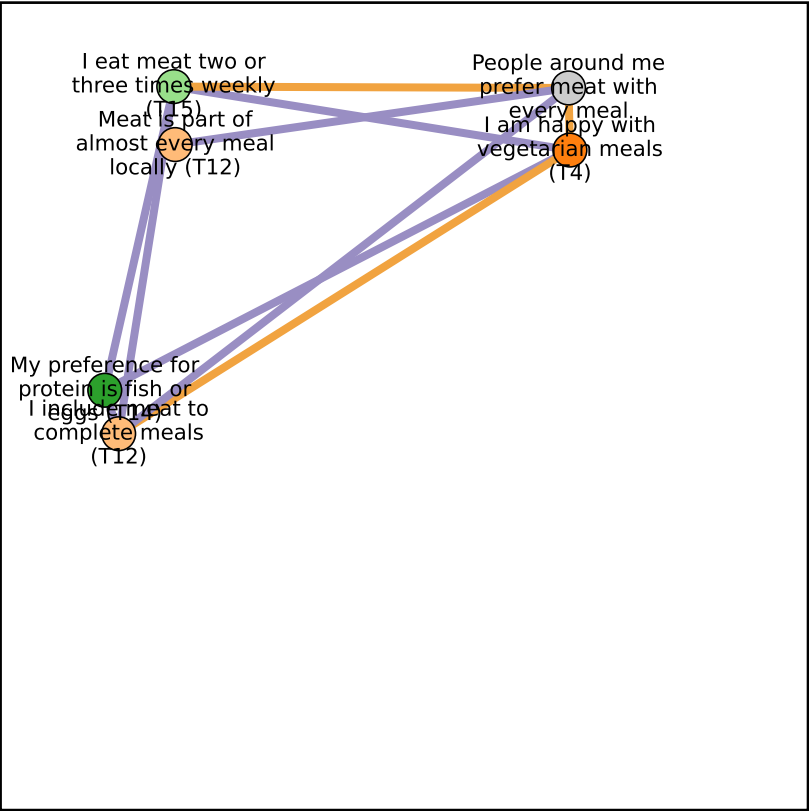 I eat meat two or
three times weekly
(T15)
Meat is part of
almost every meal
locally (T12)
People around me
prefer meat with
every meal
I am happy with
vegetarian meals
(T4)
My preference for
protein is fish or
eggs (T14)
I include meat to
complete meals
(T12)